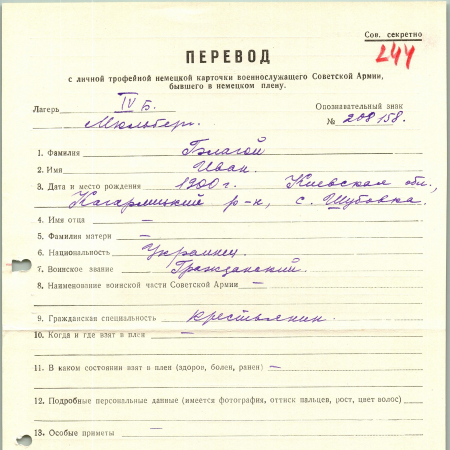 Сов. секретно
244
ПЕРЕВОД
с личной трофейной немецкой карточки военнослужащего Советской Армии,
бывшего в немецком плену.
Лагерь IV Б.
Опознавательный знак
Мюльберг.
№ 208158.
1. Фамилия Благой
2. Имя Иван.
3. Дата и место рождения 1900 г. Киевская обл.,
Кагарлицкий р-н, с. Шубовка.
4. Имя отца —
5. Фамилия матери —
6. Национальность Украинец
7. Воинское звание Гражданский.
8. Наименование воинской части Советской Армии —
9. Гражданская специальность крестьянин.
10. Когда и где взят в плен —
11. В каком состоянии взят в плен (здоров, болен, ранен) —
12. Подробные персональные данные (имеется фотография, оттиск пальцев, рост, цвет волос)
13. Особые приметы —